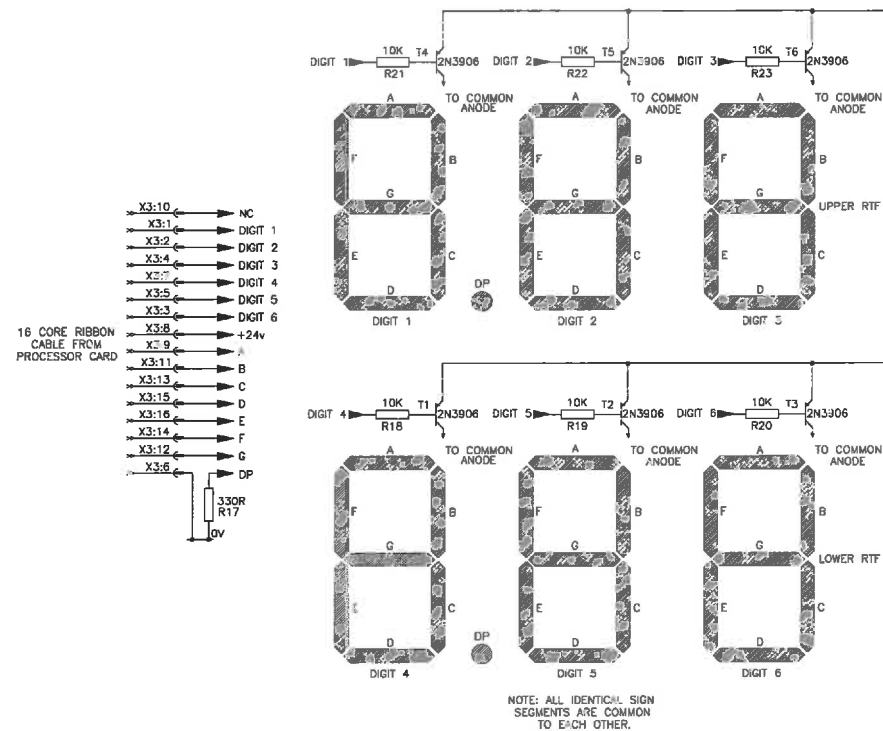 DIGIT 1 10K R21 T4 2N3906
DIGIT 2 10K R22 T5 2N3906
DIGIT 3 10K R23 T6 2N3906
A TO COMMON ANODE
A TO COMMON ANODE
A TO COMMON ANODE
F B
F B
F B
G
G
G UPPER RTF
E C
E C
E C
D DP
D
D
DIGIT 1
DIGIT 2
DIGIT 3
16 CORE RIBBON
CABLE FROM
PROCESSOR CARD
X3:10 NC
X3:1 DIGIT 1
X3:2 DIGIT 2
X3:4 DIGIT 3
X3:7 DIGIT 4
X3:5 DIGIT 5
X3:3 DIGIT 6
X3:8 +24v
X3:9 A
X3:11 B
X3:13 C
X3:15 D
X3:16 E
X3:14 F
X3:12 G
X3:6 DP
330R
R17
0V
DIGIT 4 10K R18 T1 2N3906
DIGIT 5 10K R19 T2 2N3906
DIGIT 6 10K R20 T3 2N3906
A TO COMMON ANODE
A TO COMMON ANODE
A TO COMMON ANODE
F B
F B
F B
G
G
G LOWER RTF
E C
E C
E C
D DP
D
D
DIGIT 4
DIGIT 5
DIGIT 6
NOTE: ALL IDENTICAL SIGN
SEGMENTS ARE COMMON
TO EACH OTHER.